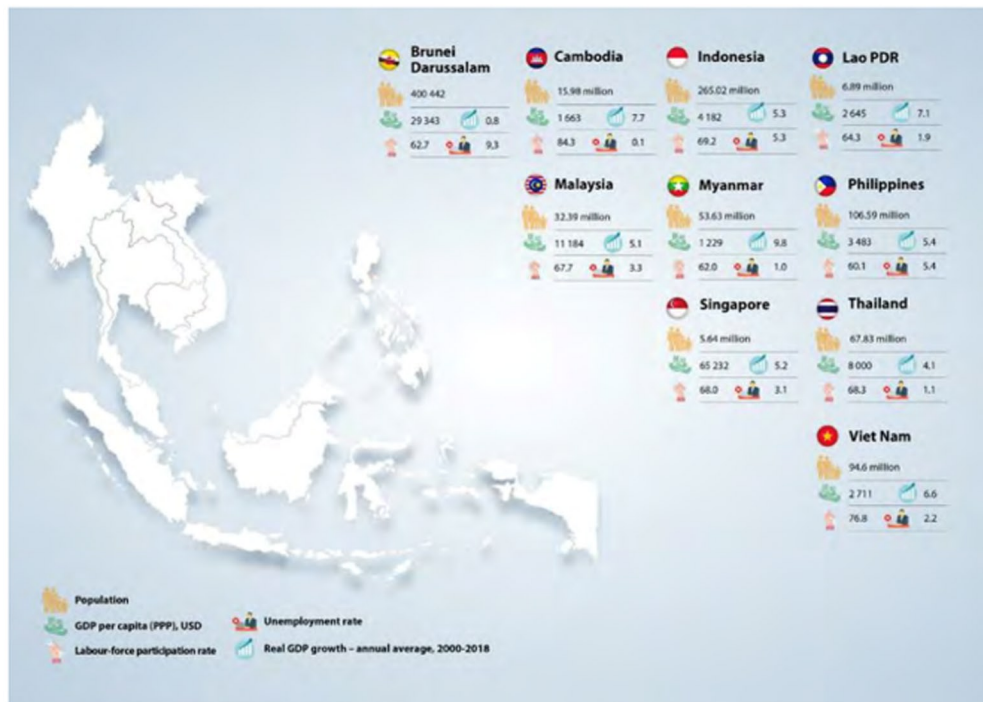 Brunei
Darussalam
400 442
29 343 0.8
62.7 9.3
Cambodia
15.98 million
1 663 7.7
84.3 0.1
Indonesia
265.02 million
4 182 5.3
69.2 5.3
Lao PDR
6.89 million
2 645 7.1
64.3 1.9
Malaysia
32.39 million
11 184 5.1
67.7 3.3
Myanmar
53.63 million
1 229 9.8
62.0 1.0
Philippines
106.59 million
3 483 5.4
60.1 5.4
Singapore
5.64 million
65 232 5.2
68.0 3.1
Thailand
67.83 million
8 000 4.1
68.3 1.1
Viet Nam
94.6 million
2 711 6.6
76.8 2.2
Population
GDP per capita (PPP), USD
Labour-force participation rate
Unemployment rate
Real GDP growth – annual average, 2000-2018